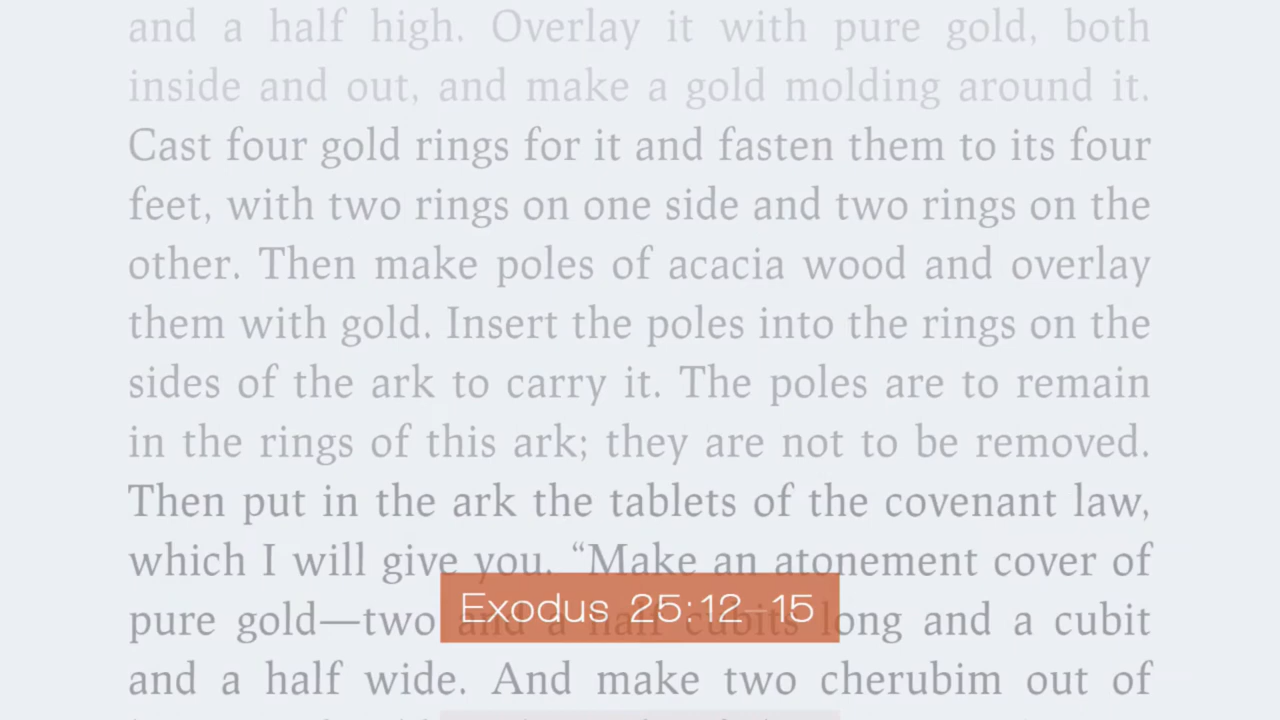 and a half high. Overlay it with pure gold, both
inside and out, and make a gold molding around it.
Cast four gold rings for it and fasten them to its four
feet, with two rings on one side and two rings on the
other. Then make poles of acacia wood and overlay
them with gold. Insert the poles into the rings on the
sides of the ark to carry it. The poles are to remain
in the rings of this ark; they are not to be removed.
Then put in the ark the tablets of the covenant law,
which I will give you. “Make an atonement cover of
Exodus 25:12–15
pure gold—two and a half cubits long and a cubit
and a half wide. And make two cherubim out of